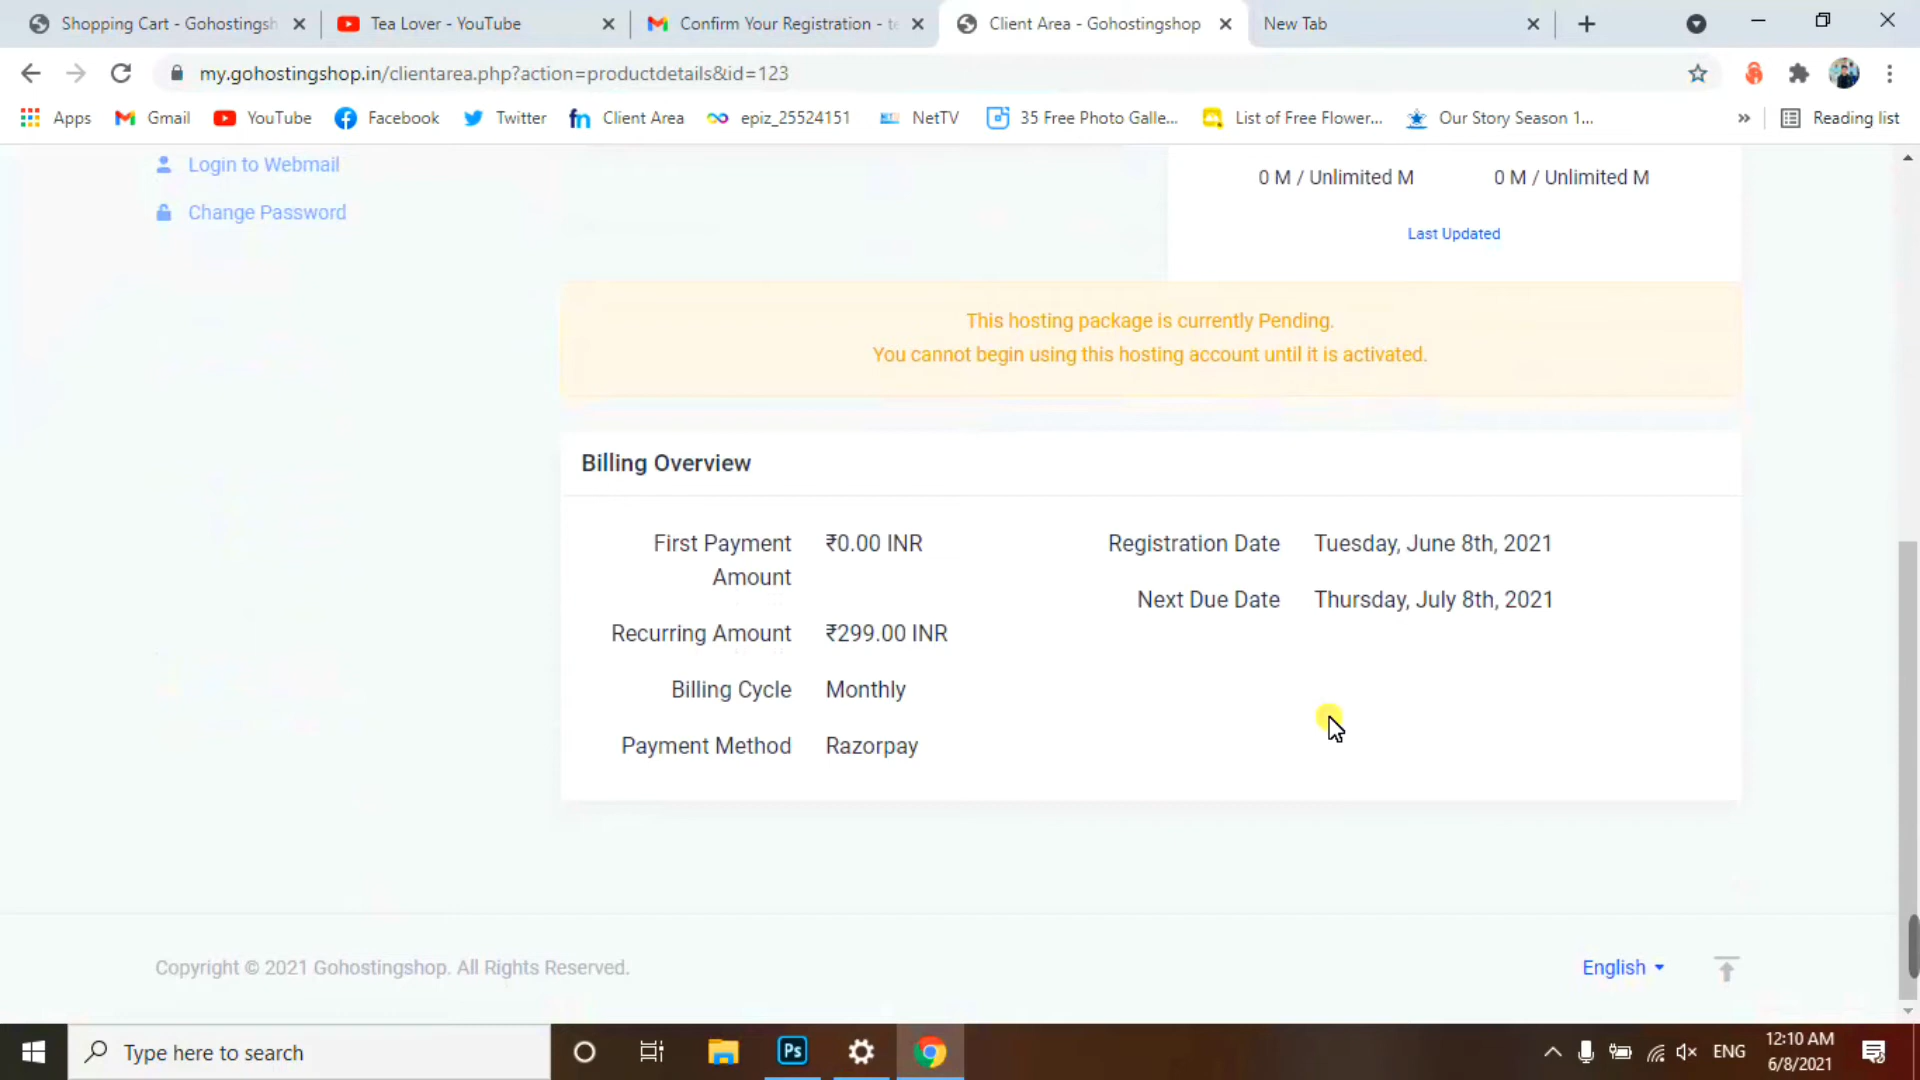 Shopping Cart - Gohostingsh
Tea Lover - YouTube
Confirm Your Registration - te
Client Area - Gohostingshop
New Tab
my.gohostingshop.in/clientarea.php?action=productdetails&id=123
Apps
Gmail
YouTube
Facebook
Twitter
Client Area
epiz_25524151
NetTV
35 Free Photo Galle...
List of Free Flower...
Our Story Season 1...
»
Reading list
Login to Webmail
Change Password
0 M / Unlimited M
0 M / Unlimited M
Last Updated
This hosting package is currently Pending.
You cannot begin using this hosting account until it is activated.
Billing Overview
First Payment Amount
₹0.00 INR
Registration Date
Tuesday, June 8th, 2021
Next Due Date
Thursday, July 8th, 2021
Recurring Amount
₹299.00 INR
Billing Cycle
Monthly
Payment Method
Razorpay
Copyright © 2021 Gohostingshop. All Rights Reserved.
English
Type here to search
Ps
ENG
12:10 AM
6/8/2021